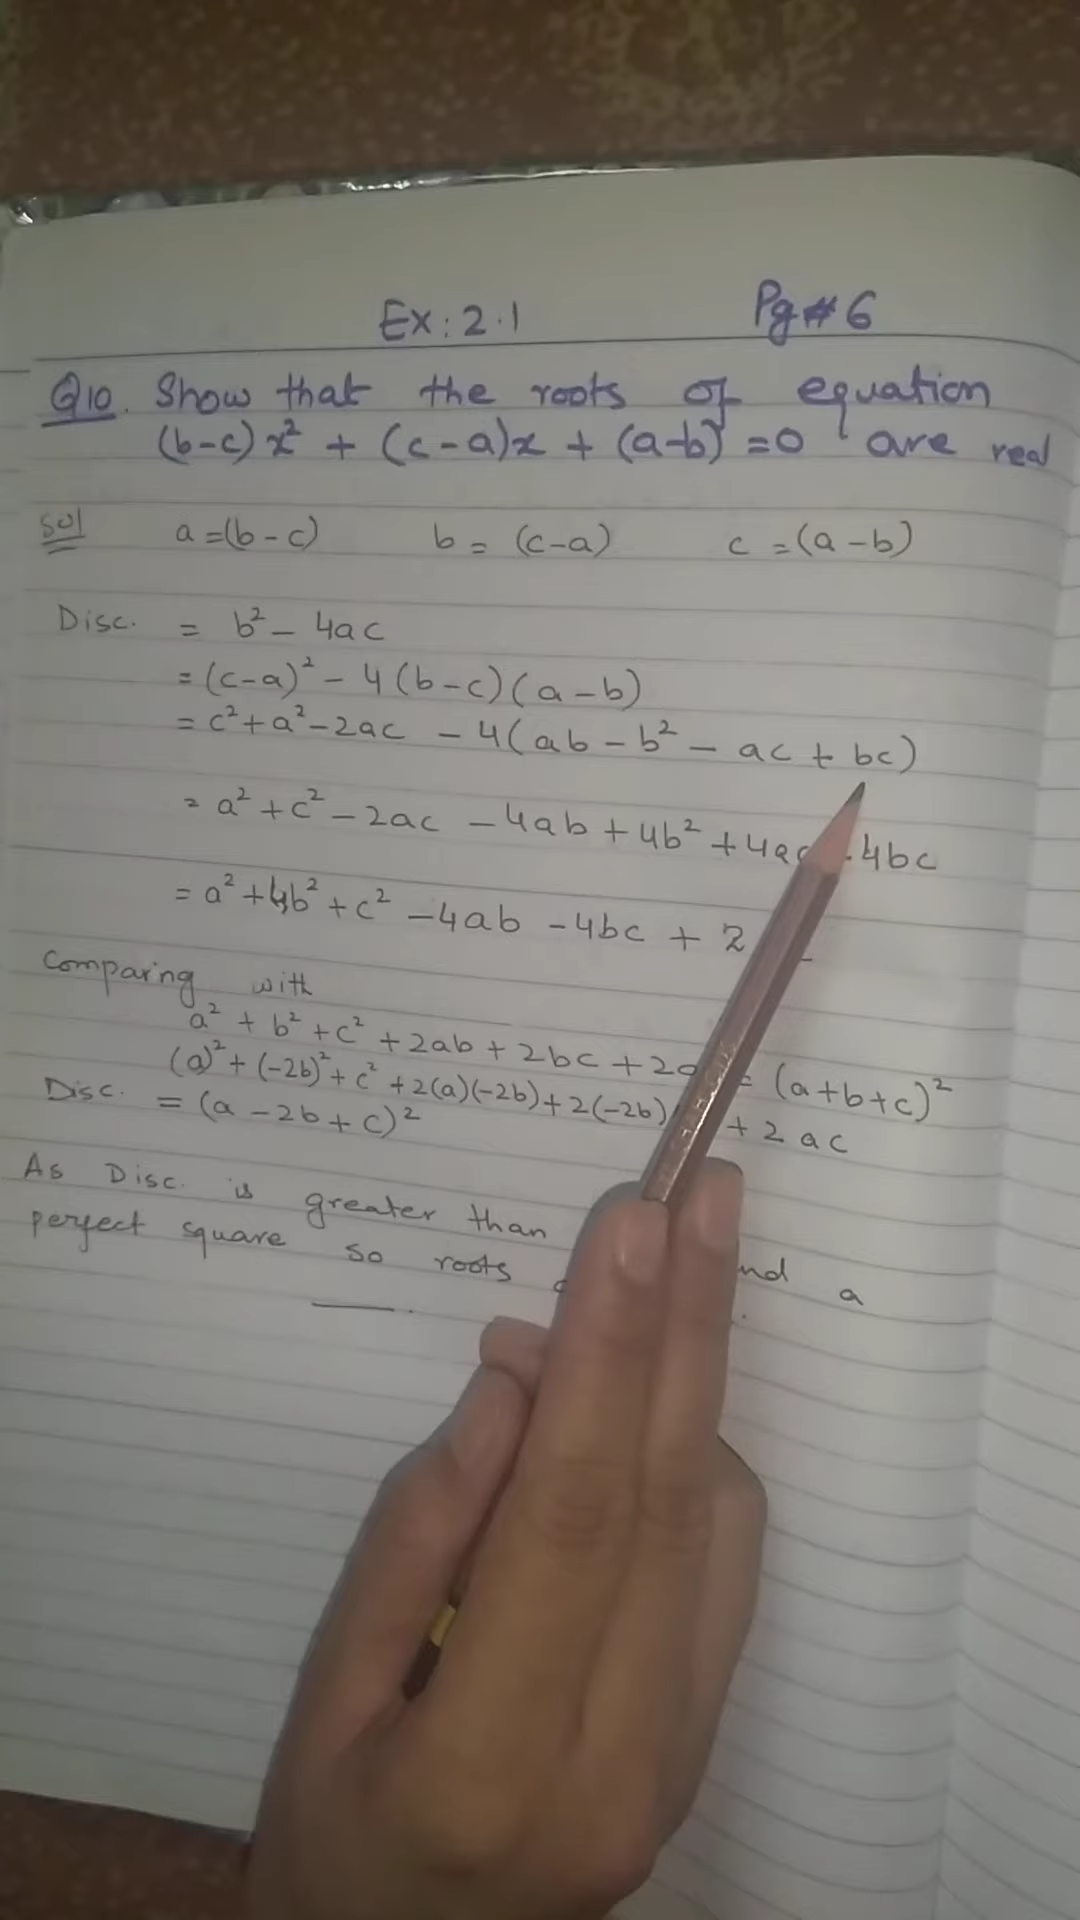 Ex: 2.1 Pg # 6
Q10. Show that the roots of equation
(b-c)x² + (c-a)x + (a-b) = 0 are real
Sol a = (b-c) b = (c-a) c = (a-b)
Disc. = b² - 4ac
= (c-a)² - 4(b-c)(a-b)
= c² + a² - 2ac - 4(ab - b² - ac + bc)
= a² + c² - 2ac - 4ab + 4b² + 4a 4bc
= a² + 4b² + c² - 4ab - 4bc + 2
Comparing with
a² + b² + c² + 2ab + 2bc + 2a = (a+b+c)²
(a)² + (-2b)² + c² + 2(a)(-2b) + 2(-2b) + 2ac
Disc. = (a - 2b + c)²
As Disc. is greater than a
perfect square so roots